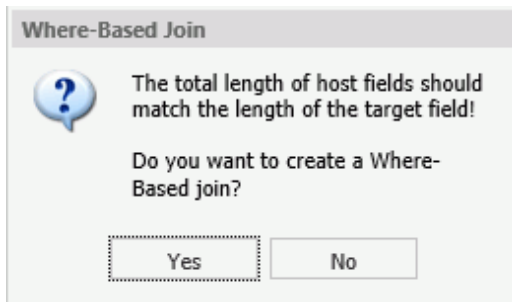 Where-Based Join
The total length of host fields should
match the length of the target field!
Do you want to create a Where-
Based join?
Yes
No